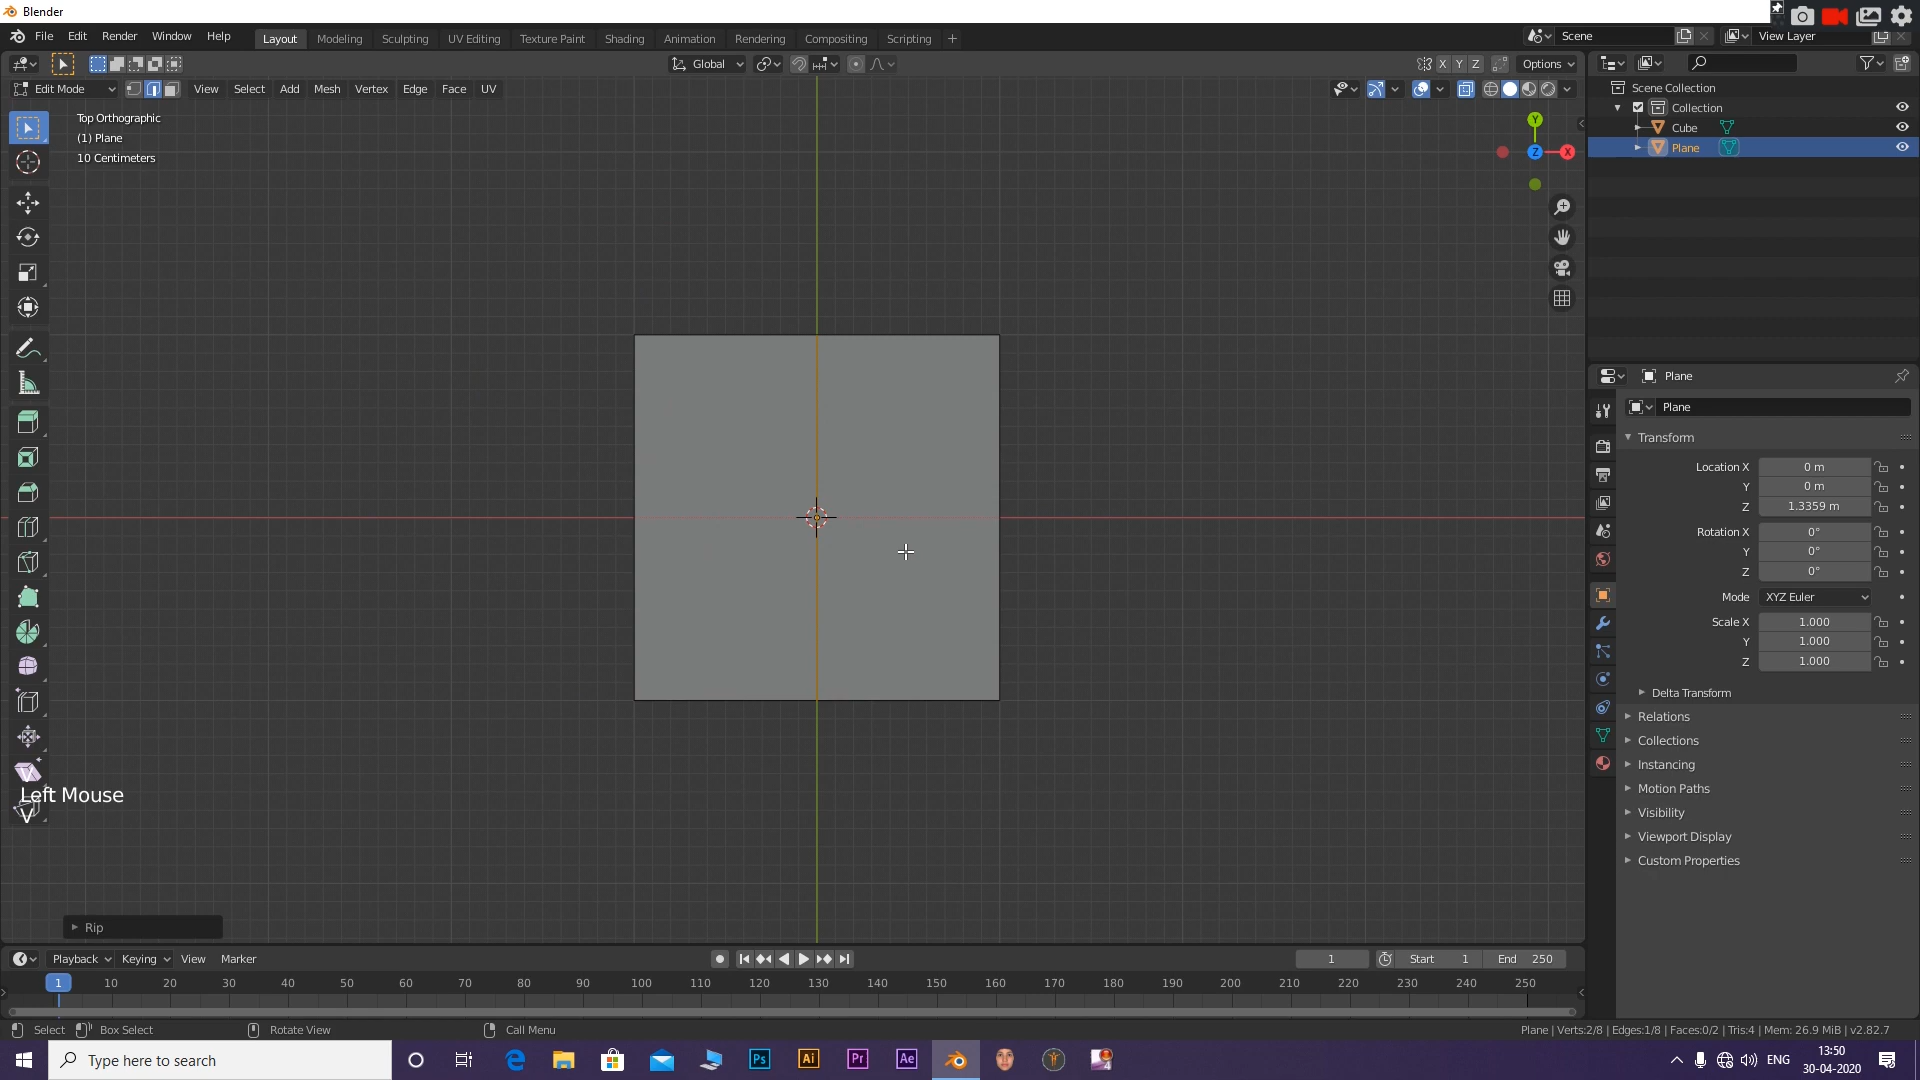 Blender
File Edit Render Window Help
Layout Modeling Sculpting UV Editing Texture Paint Shading Animation Rendering Compositing Scripting +
Scene
View Layer
Global
X Y Z
Options
Edit Mode
View Select Add Mesh Vertex Edge Face UV
Top Orthographic
(1) Plane
10 Centimeters
Y
Z
X
Scene Collection
Collection
Cube
Plane
Plane
Plane
Transform
Location X 0 m
Y 0 m
Z 1.3359 m
Rotation X 0°
Y 0°
Z 0°
Mode XYZ Euler
Scale X 1.000
Y 1.000
Z 1.000
Delta Transform
Relations
Collections
Instancing
Motion Paths
Visibility
Viewport Display
Custom Properties
Left Mouse
V
Rip
Playback Keying View Marker
1
Start 1
End 250
1 10 20 30 40 50 60 70 80 90 100 110 120 130 140 150 160 170 180 190 200 210 220 230 240 250
Select Box Select Rotate View Call Menu
Plane | Verts:2/8 | Edges:1/8 | Faces:0/2 | Tris:4 | Mem: 26.9 MiB | v2.82.7
Type here to search
Ps
Ai
Pr
Ae
ENG
13:50
30-04-2020